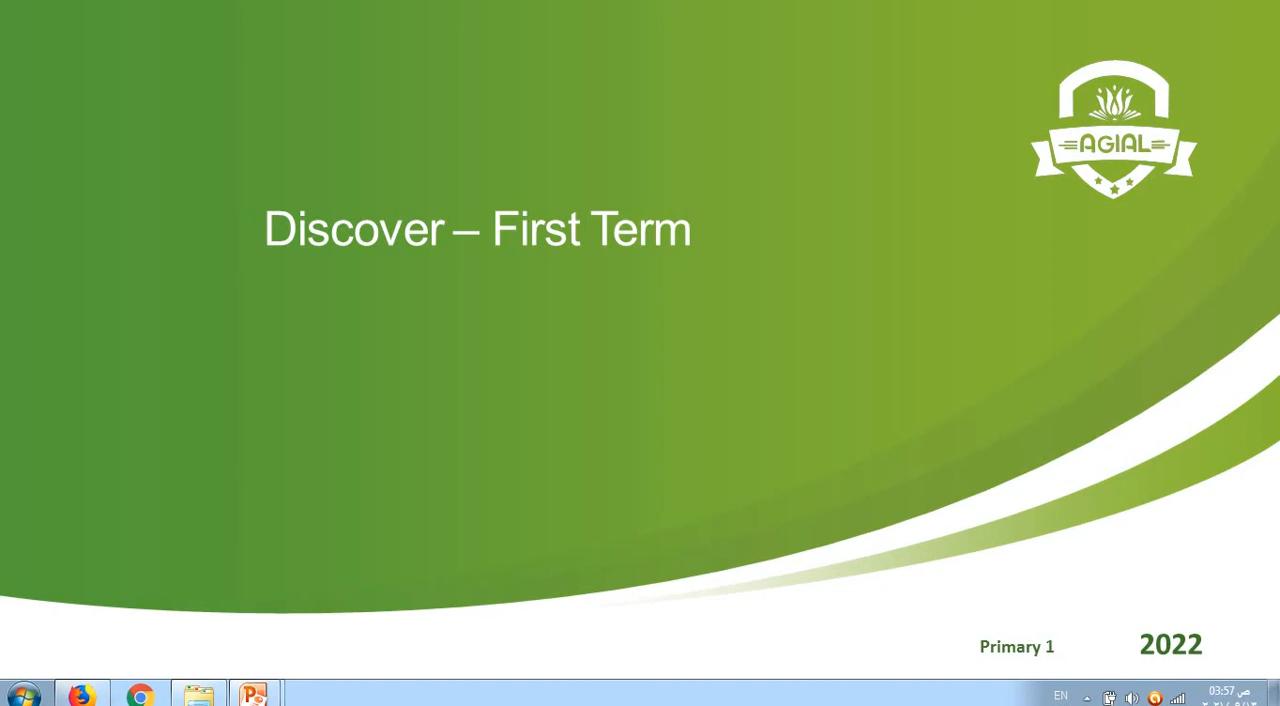 AGIAL
Discover – First Term
Primary 1
2022
EN
03:57 ص